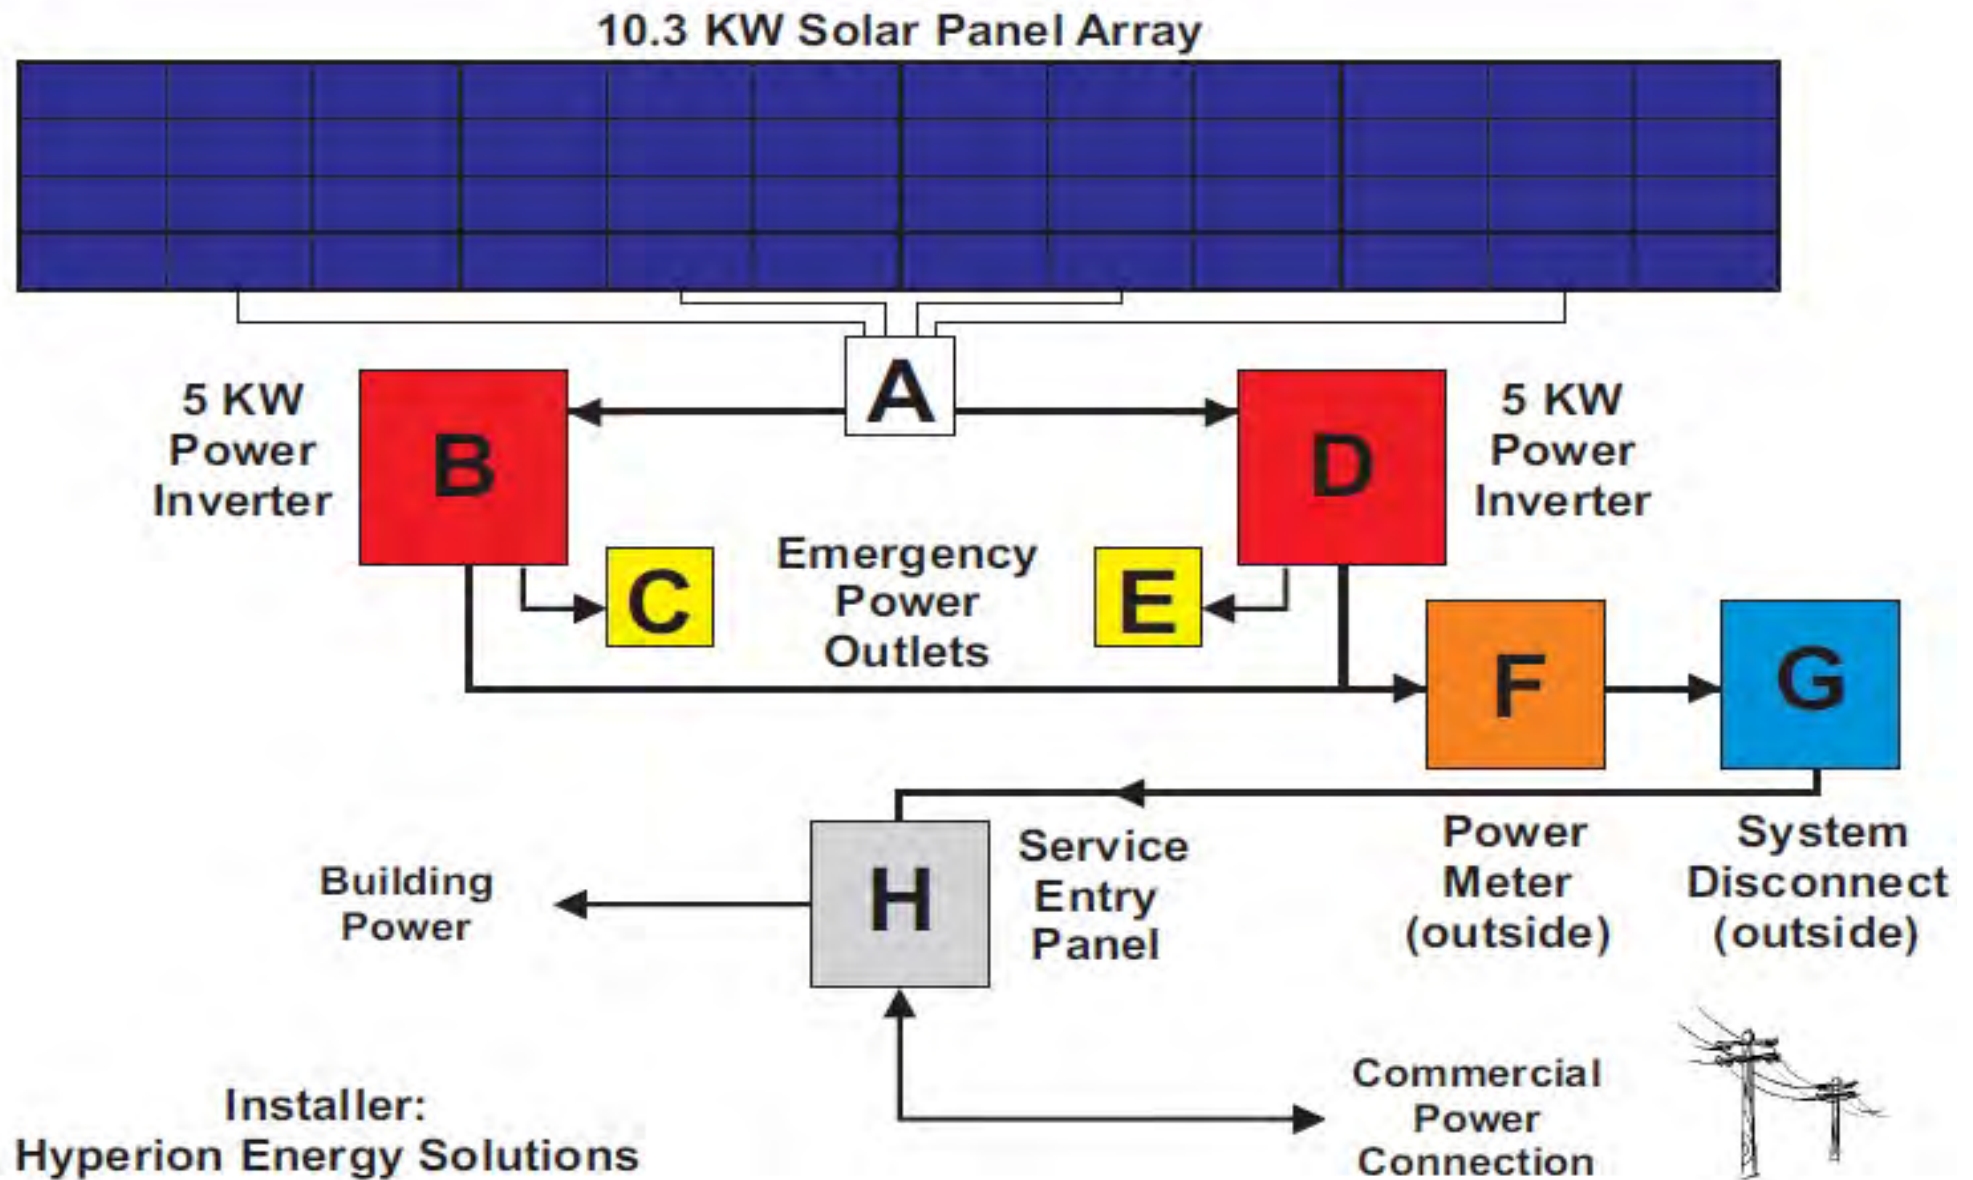 10.3 KW Solar Panel Array
A
5 KW
Power
Inverter
B
D
5 KW
Power
Inverter
C
Emergency
Power
Outlets
E
F
G
Power
Meter
(outside)
System
Disconnect
(outside)
H
Service
Entry
Panel
Building
Power
Commercial
Power
Connection
Installer:
Hyperion Energy Solutions